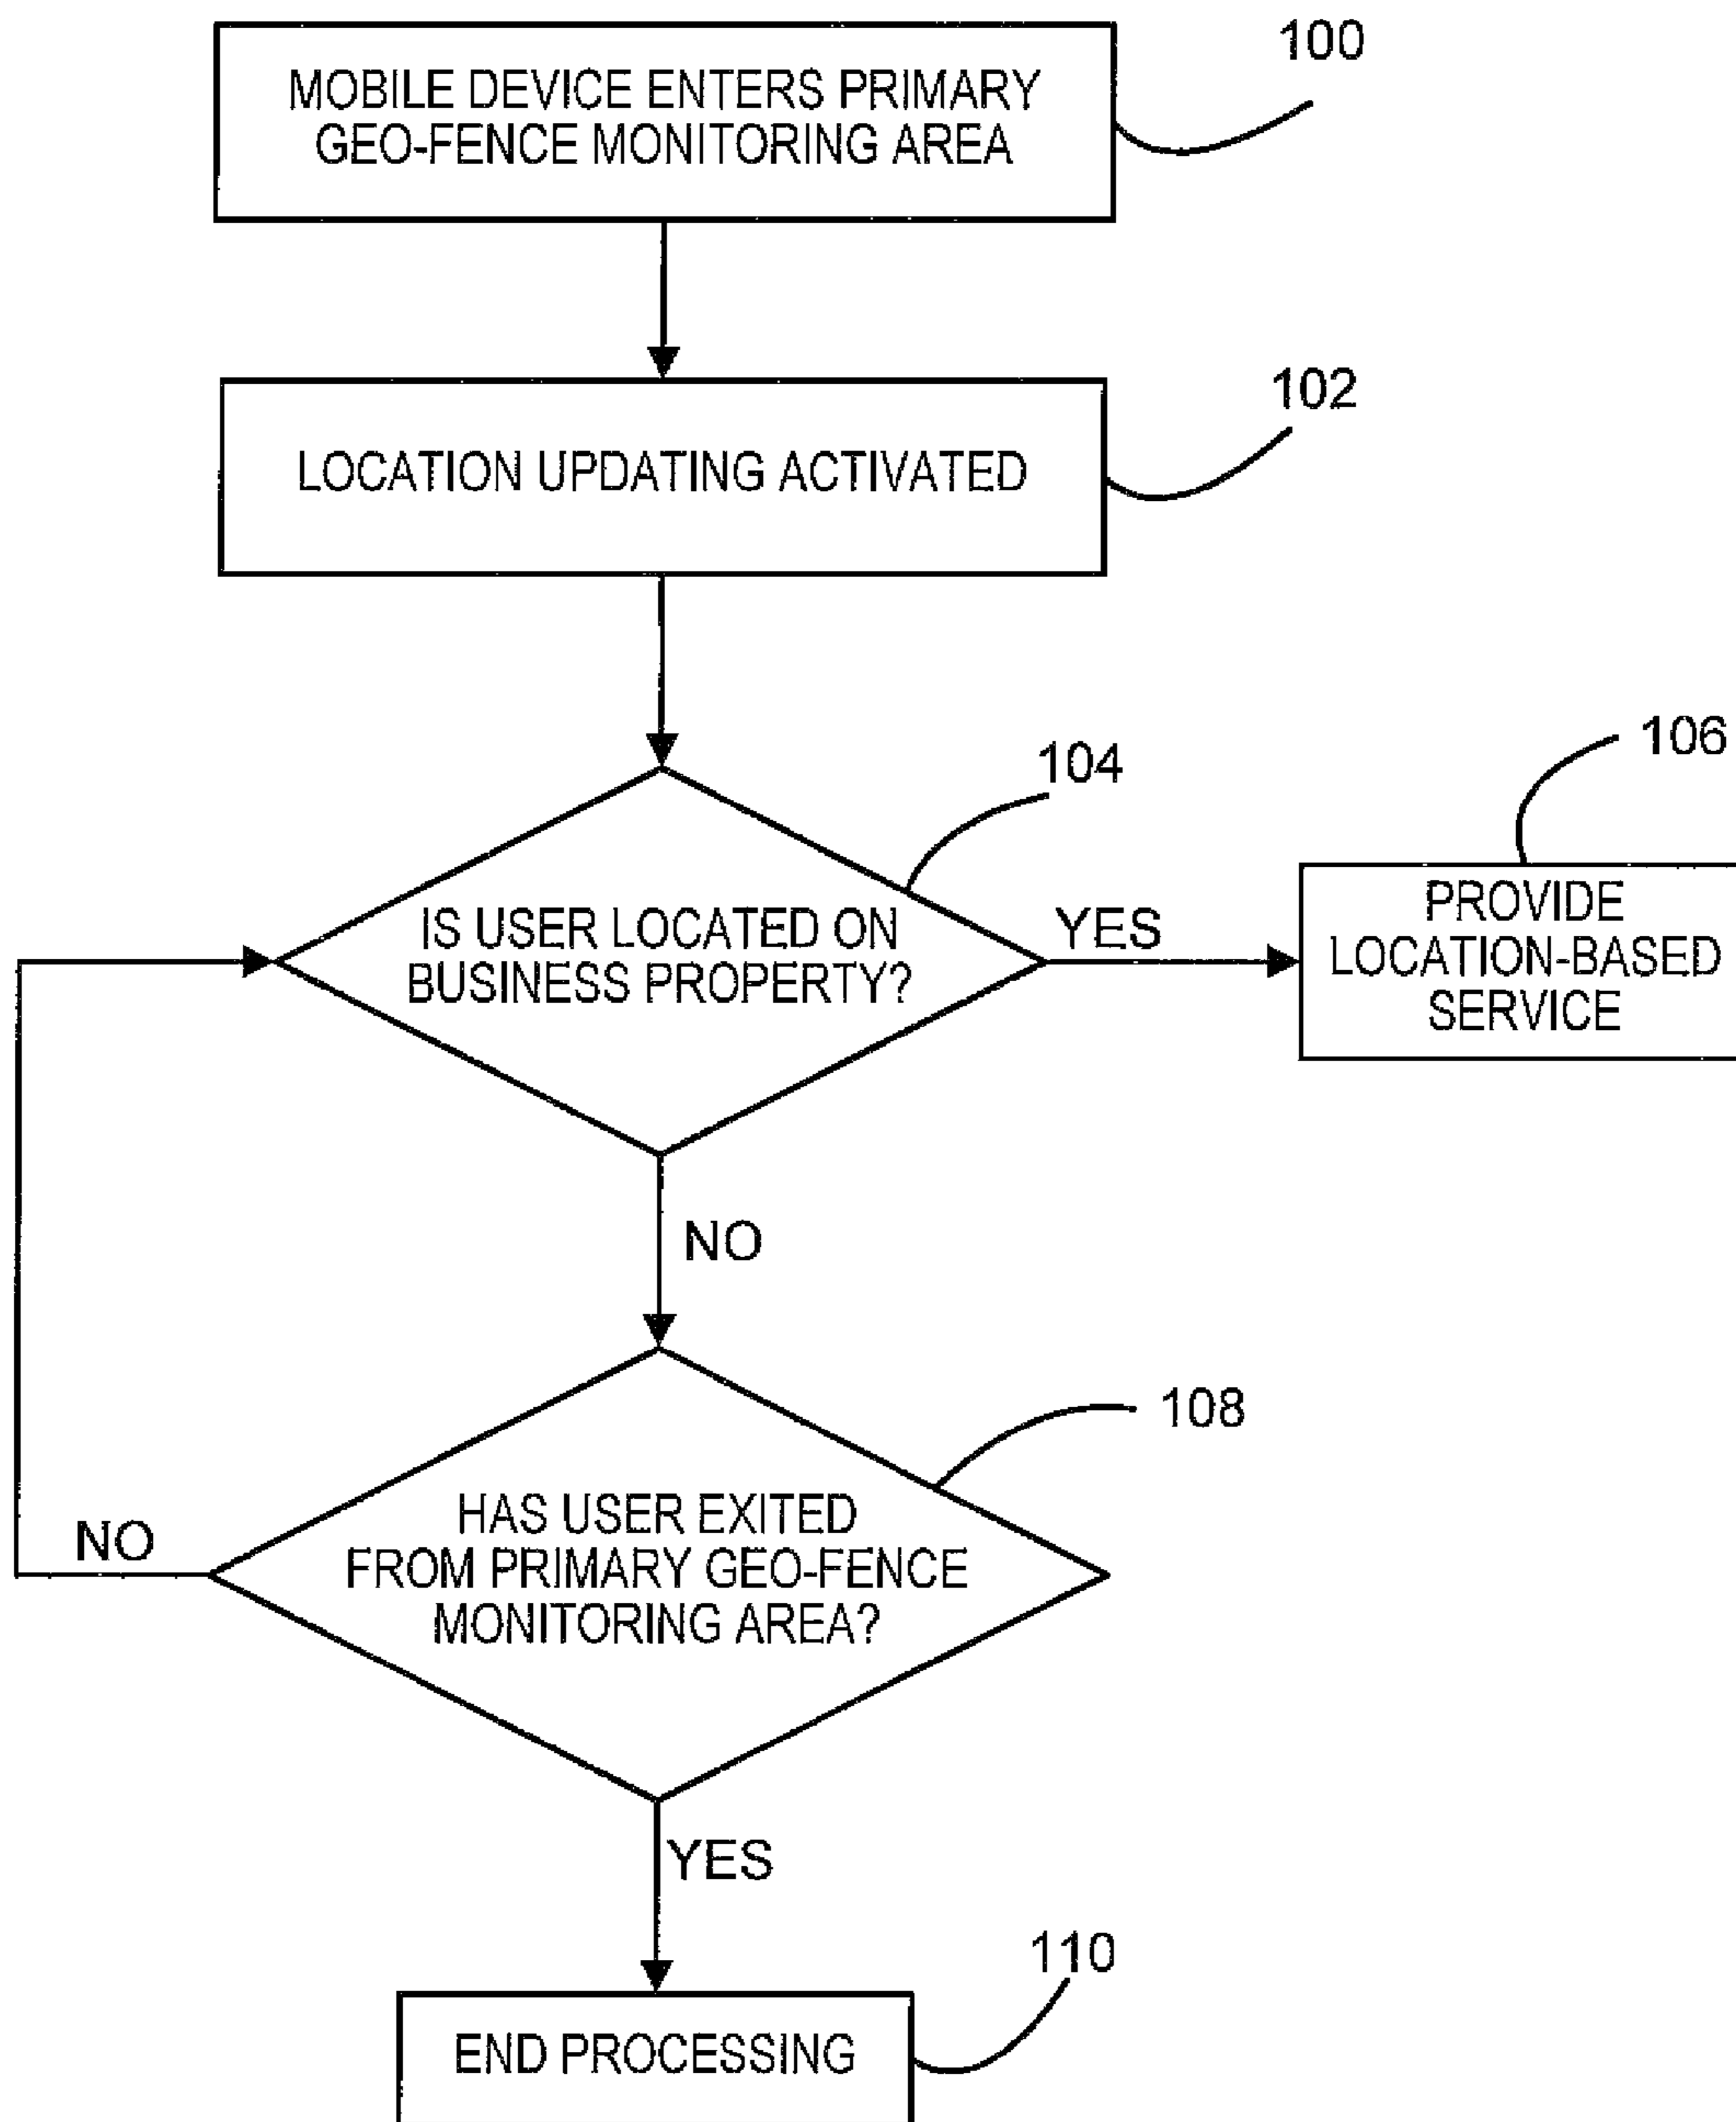 100
MOBILE DEVICE ENTERS PRIMARY
GEO-FENCE MONITORING AREA
102
LOCATION UPDATING ACTIVATED
104
106
IS USER LOCATED ON
BUSINESS PROPERTY?
YES
PROVIDE
LOCATION-BASED
SERVICE
NO
108
HAS USER EXITED
FROM PRIMARY GEO-FENCE
MONITORING AREA?
NO
YES
110
END PROCESSING